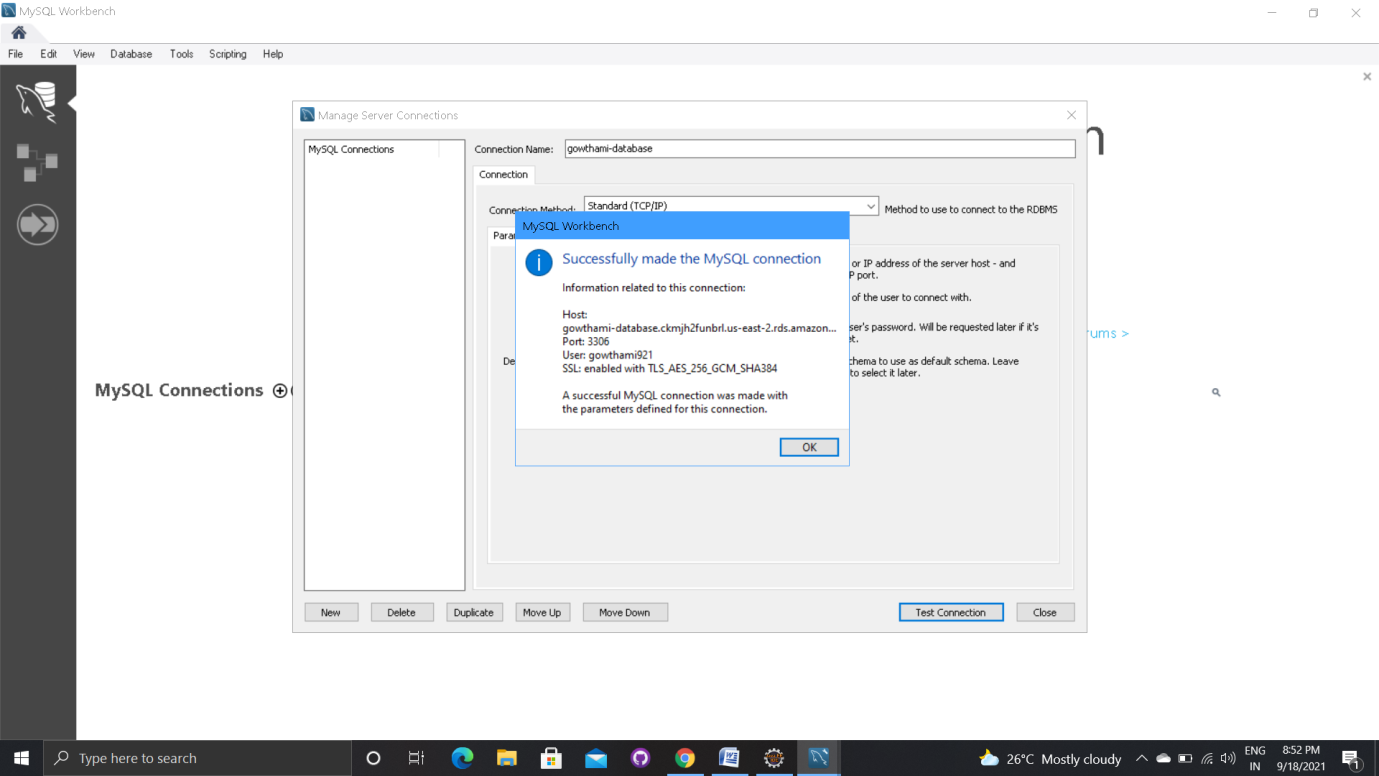 MySQL Workbench
File Edit View Database Tools Scripting Help
Manage Server Connections
MySQL Connections
Connection Name: gowthami-database
Connection
Connection Method: Standard (TCP/IP) Method to use to connect to the RDBMS
MySQL Workbench
Successfully made the MySQL connection
Information related to this connection:
Host:
gowthami-database.ckmjh2funbrl.us-east-2.rds.amazon...
Port: 3306
User: gowthami921
SSL: enabled with TLS_AES_256_GCM_SHA384
A successful MySQL connection was made with
the parameters defined for this connection.
OK
or IP address of the server host - and
P port.
of the user to connect with.
ser's password. Will be requested later if it's
et.
chema to use as default schema. Leave
to select it later.
rums >
MySQL Connections
New Delete Duplicate Move Up Move Down Test Connection Close
Type here to search
26°C Mostly cloudy
ENG
IN
8:52 PM
9/18/2021
1